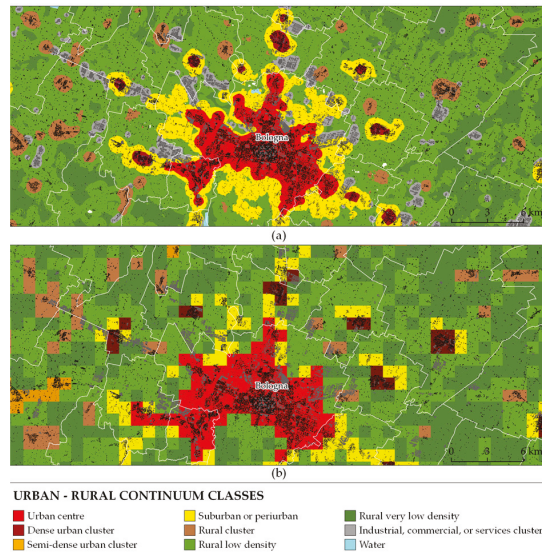 Bologna
0 3 6 km
(a)
Bologna
0 3 6 km
(b)
URBAN - RURAL CONTINUUM CLASSES
Urban centre
Dense urban cluster
Semi-dense urban cluster
Suburban or periurban
Rural cluster
Rural low density
Rural very low density
Industrial, commercial, or services cluster
Water